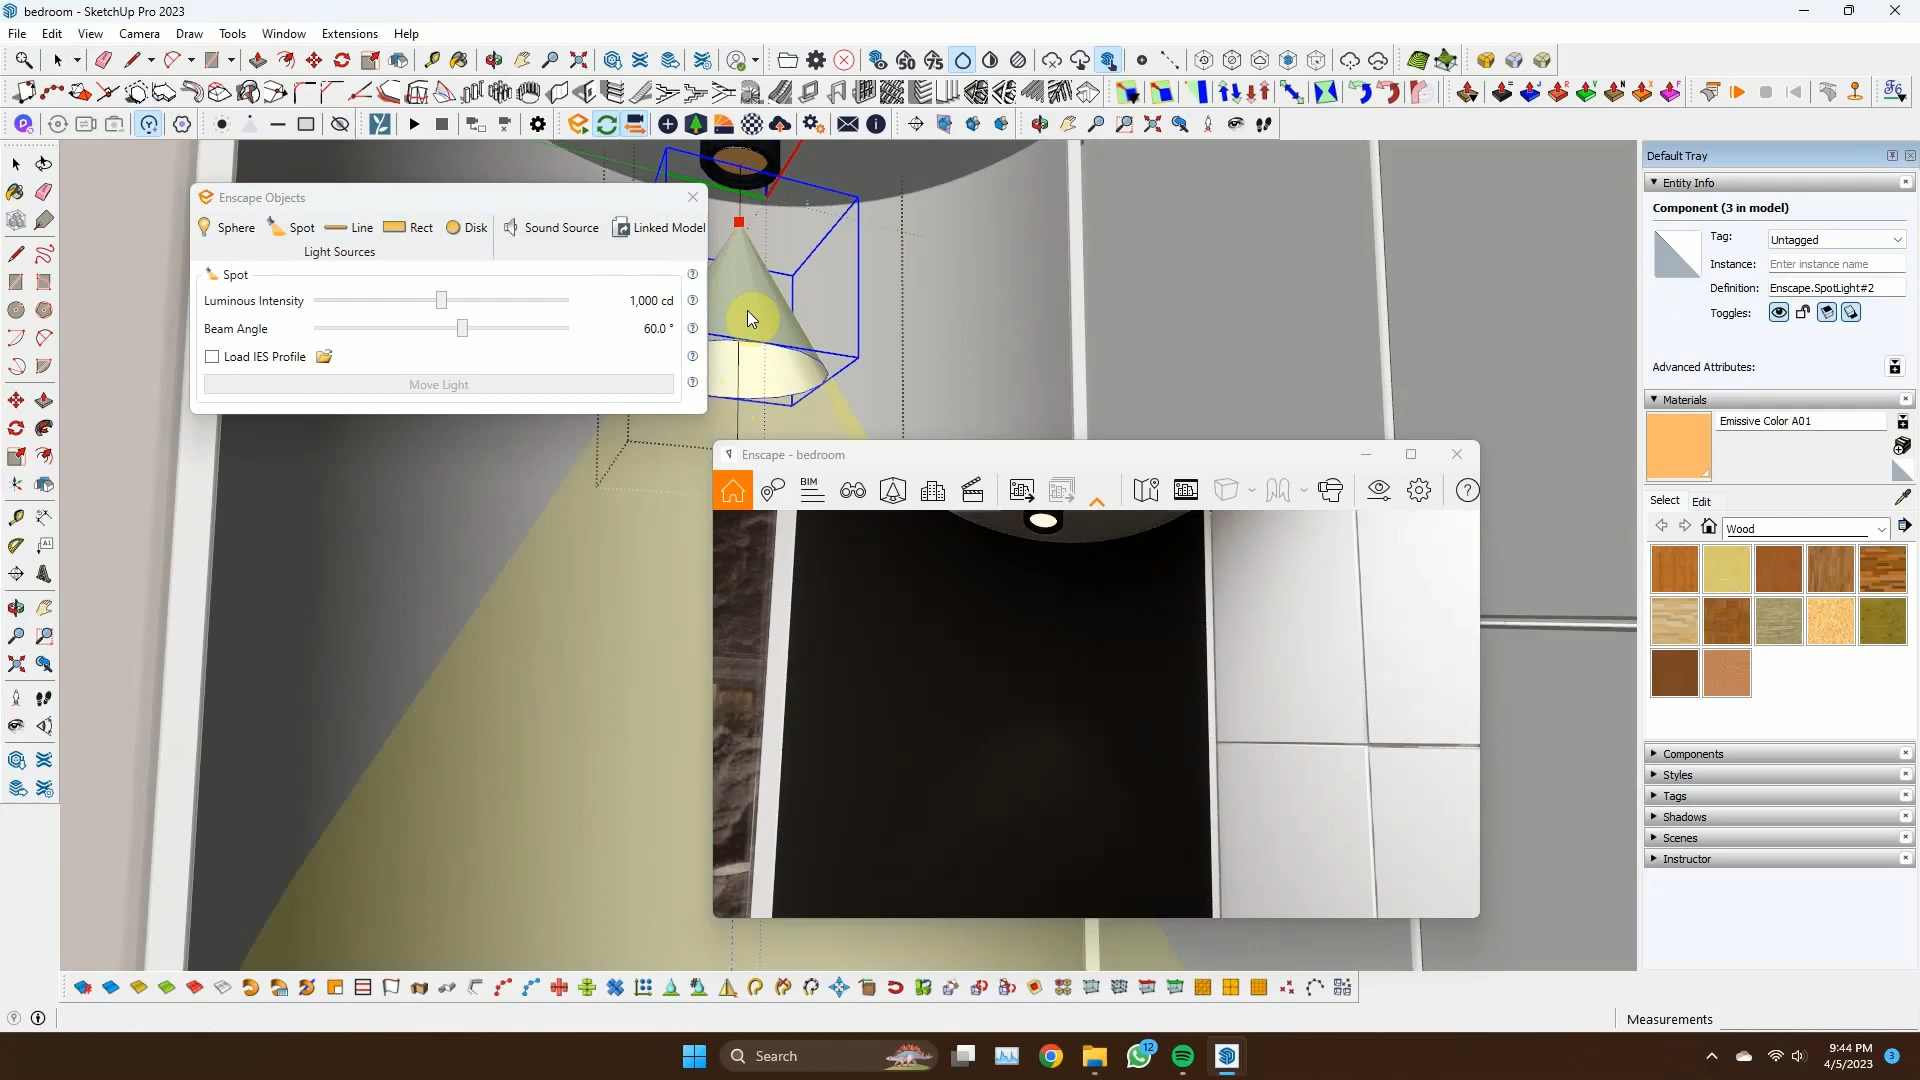 bedroom - SketchUp Pro 2023
File Edit View Camera Draw Tools Window Extensions Help
Enscape Objects
Sphere Spot Line Rect Disk Sound Source Linked Model
Light Sources
Spot
Luminous Intensity 1,000 cd
Beam Angle 60.0 °
Load IES Profile
Move Light
Enscape - bedroom
BIM
Default Tray
Entity Info
Component (3 in model)
Tag: Untagged
Instance: Enter instance name
Definition: Enscape.SpotLight#2
Toggles:
Advanced Attributes:
Materials
Emissive Color A01
Select Edit
Wood
Components
Styles
Tags
Shadows
Scenes
Instructor
Measurements
Search
12
9:44 PM
4/5/2023
3